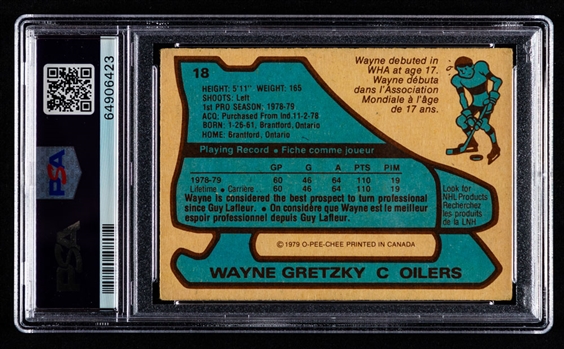 64906423
PSA
PSA
18
HEIGHT: 5'11" WEIGHT: 165
SHOOTS: Left
1st PRO SEASON: 1978-79
ACQ: Purchased From Ind. 11-2-78
BORN: 1-26-61, Brantford, Ontario
HOME: Brantford, Ontario
Wayne debuted in
WHA at age 17.
Wayne débuta
dans l'Association
Mondiale à l'âge
de 17 ans.
Playing Record • Fiche comme joueur
GP G A PTS PIM
1978-79 60 46 64 110 19
Lifetime • Carrière 60 46 64 110 19
Wayne is considered the best prospect to turn professional
since Guy Lafleur. • On considère que Wayne est le meilleur
espoir professionnel depuis Guy Lafleur.
Look for
NHL Products
Recherchez
les produits
de la LNH
© 1979 O-PEE-CHEE PRINTED IN CANADA
WAYNE GRETZKY C OILERS